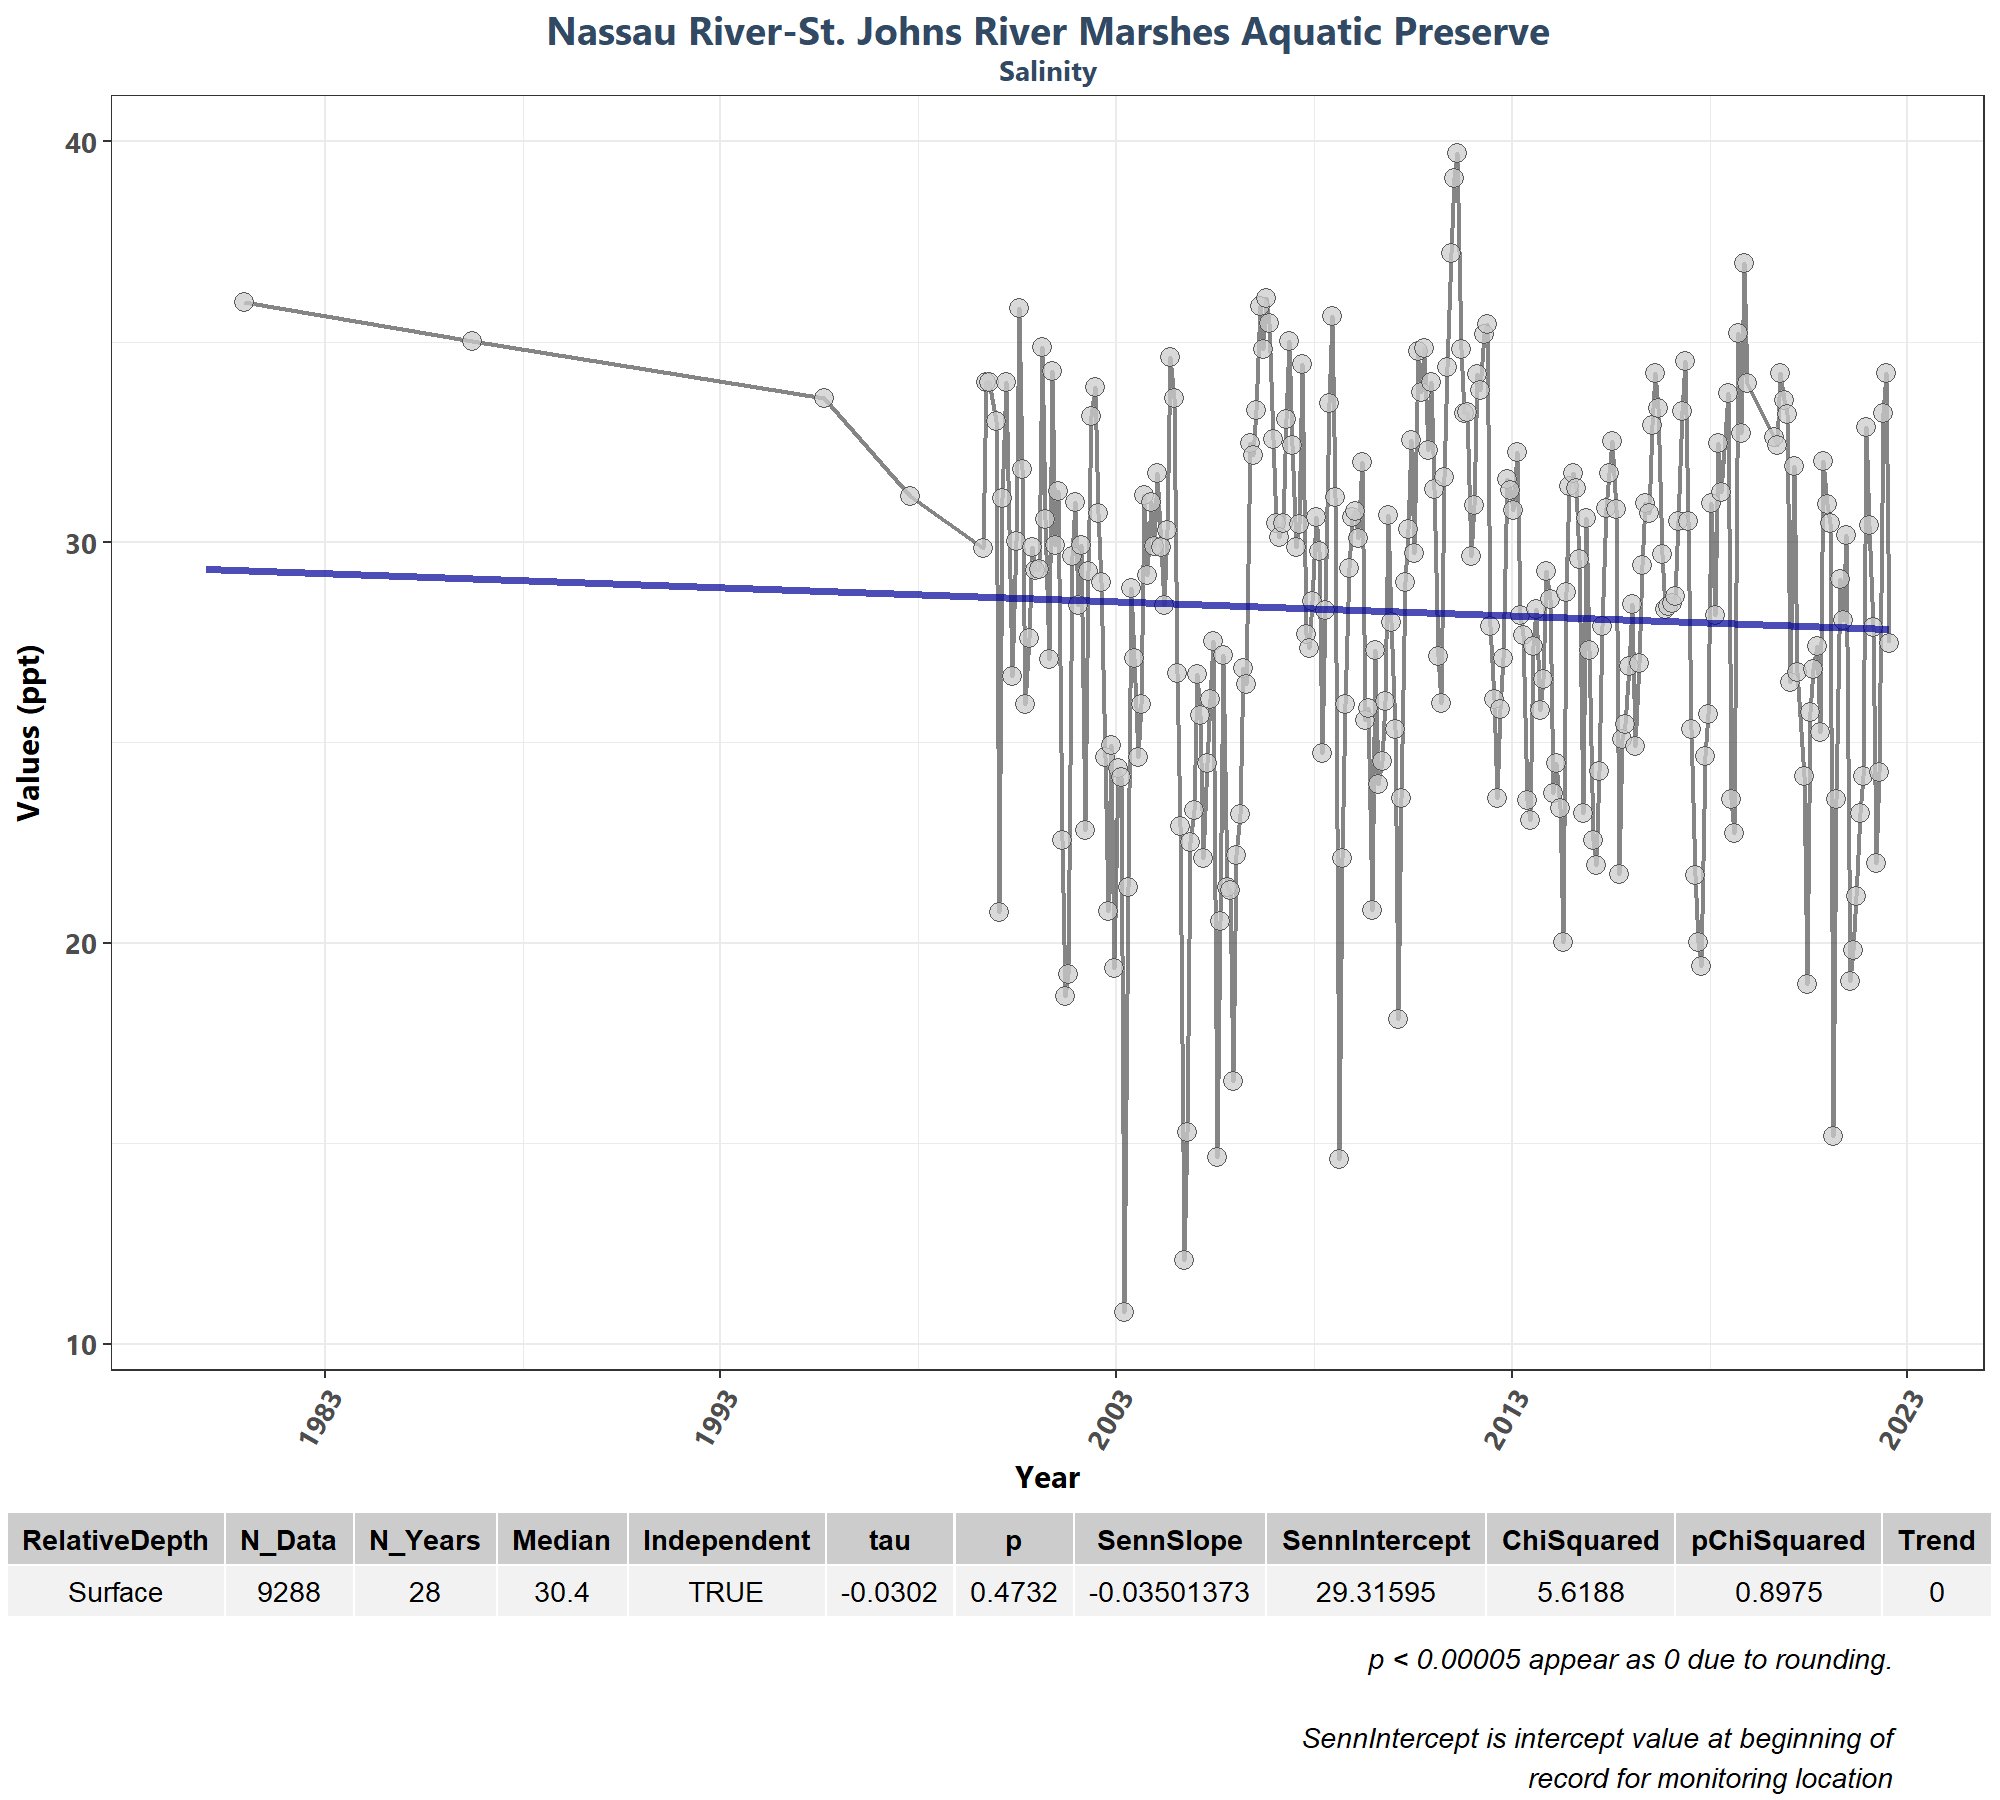 Nassau River-St. Johns River Marshes Aquatic Preserve
Salinity
40
30
20
10
Values (ppt)
1983
1993
2003
2013
2023
Year
RelativeDepth N_Data N_Years Median Independent tau p SennSlope SennIntercept ChiSquared pChiSquared Trend
Surface 9288 28 30.4 TRUE -0.0302 0.4732 -0.03501373 29.31595 5.6188 0.8975 0
p < 0.00005 appear as 0 due to rounding.
SennIntercept is intercept value at beginning of
record for monitoring location